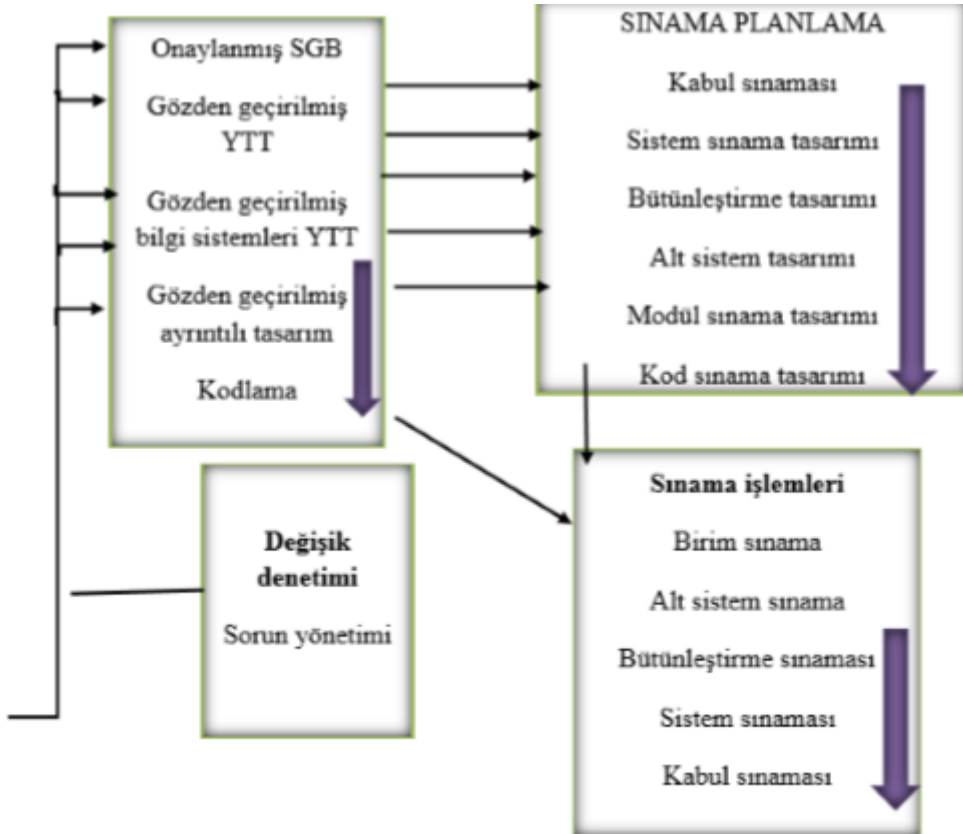 Onaylanmış SGB
Gözden geçirilmiş
YTT
Gözden geçirilmiş
bilgi sistemleri YTT
Gözden geçirilmiş
ayrıntılı tasarım
Kodlama
SINAMA PLANLAMA
Kabul sınaması
Sistem sınama tasarımı
Bütünleştirme tasarımı
Alt sistem tasarımı
Modül sınama tasarımı
Kod sınama tasarımı
Değişik
denetimi
Sorun yönetimi
Sınama işlemleri
Birim sınama
Alt sistem sınama
Bütünleştirme sınaması
Sistem sınaması
Kabul sınaması